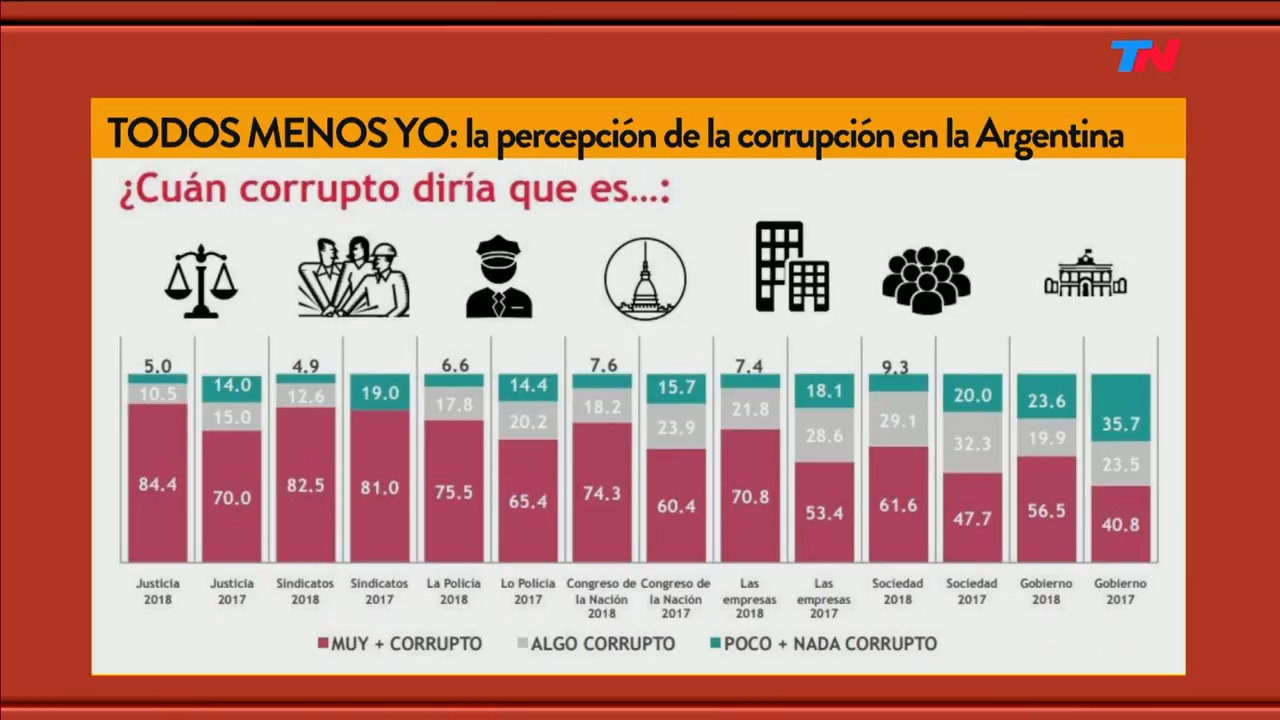 TN
TODOS MENOS YO: la percepción de la corrupción en la Argentina
¿Cuán corrupto diría que es...:
5.0
4.9
6.6
7.6
7.4
9.3
10.5
14.0
12.6
19.0
17.8
14.4
18.2
15.7
21.8
18.1
29.1
20.0
23.6
35.7
15.0
20.2
23.9
28.6
32.3
19.9
23.5
84.4
70.0
82.5
81.0
75.5
65.4
74.3
60.4
70.8
53.4
61.6
47.7
56.5
40.8
Justicia
2018
Justicia
2017
Sindicatos
2018
Sindicatos
2017
La Policía
2018
Lo Policía
2017
Congreso de
la Nación
2018
Congreso de
la Nación
2017
Las
empresas
2018
Las
empresas
2017
Sociedad
2018
Sociedad
2017
Gobierno
2018
Gobierno
2017
MUY + CORRUPTO
ALGO CORRUPTO
POCO + NADA CORRUPTO